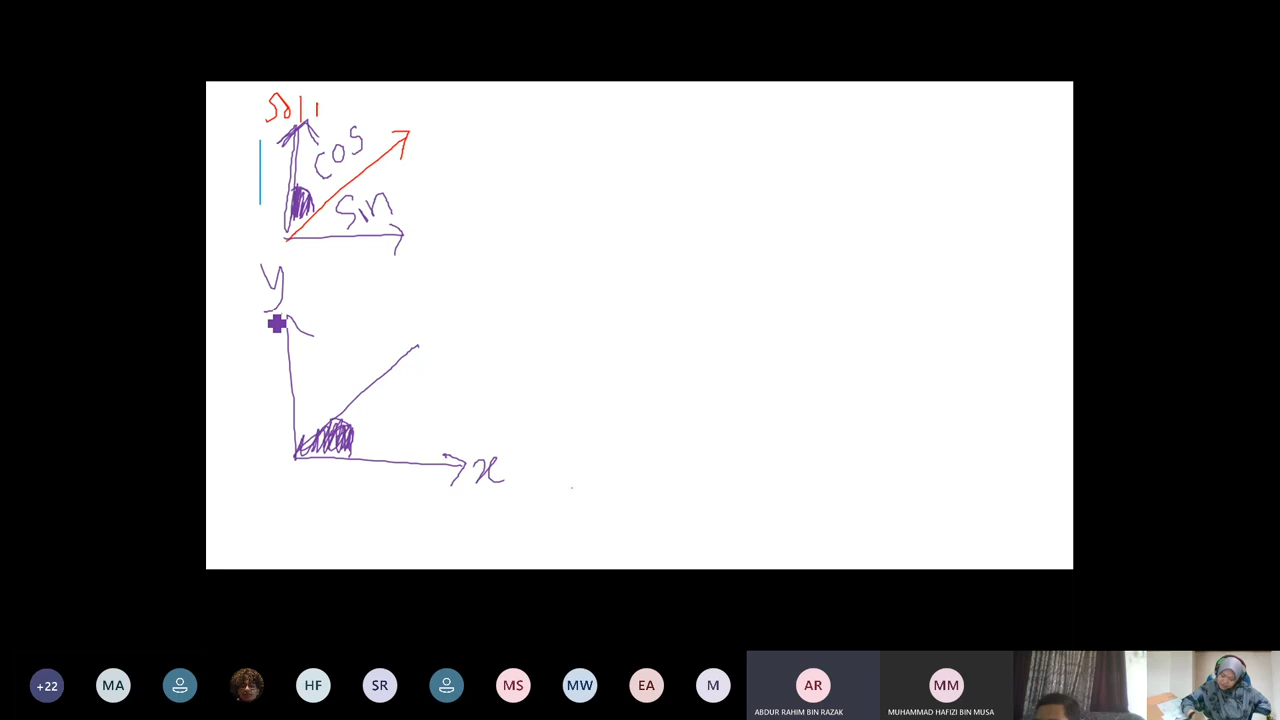 COS
Sin
y
x
+22
MA
HF
SR
MS
MW
EA
M
AR
ABDUR RAHIM BIN RAZAK
MM
MUHAMMAD HAFIZI BIN MUSA